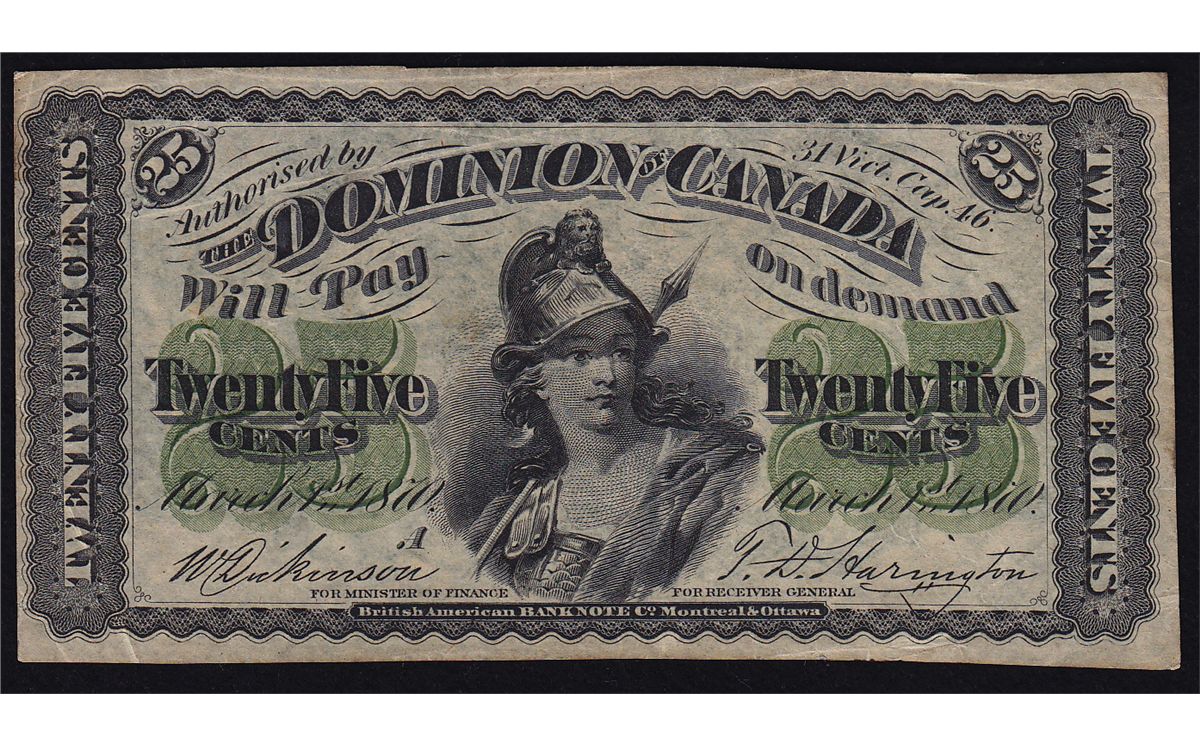 25
Authorised by
31 Vict. Cap. 46.
25
THE DOMINION OF CANADA
Will Pay
on demand
25
25
Twenty Five
CENTS
Twenty Five
CENTS
March 1st, 1870.
March 1st, 1870.
A
W Dickinson
T. D. Harington
FOR MINISTER OF FINANCE
FOR RECEIVER GENERAL
British American BANK NOTE Co. Montreal & Ottawa
TWENTY FIVE CENTS
TWENTY FIVE CENTS